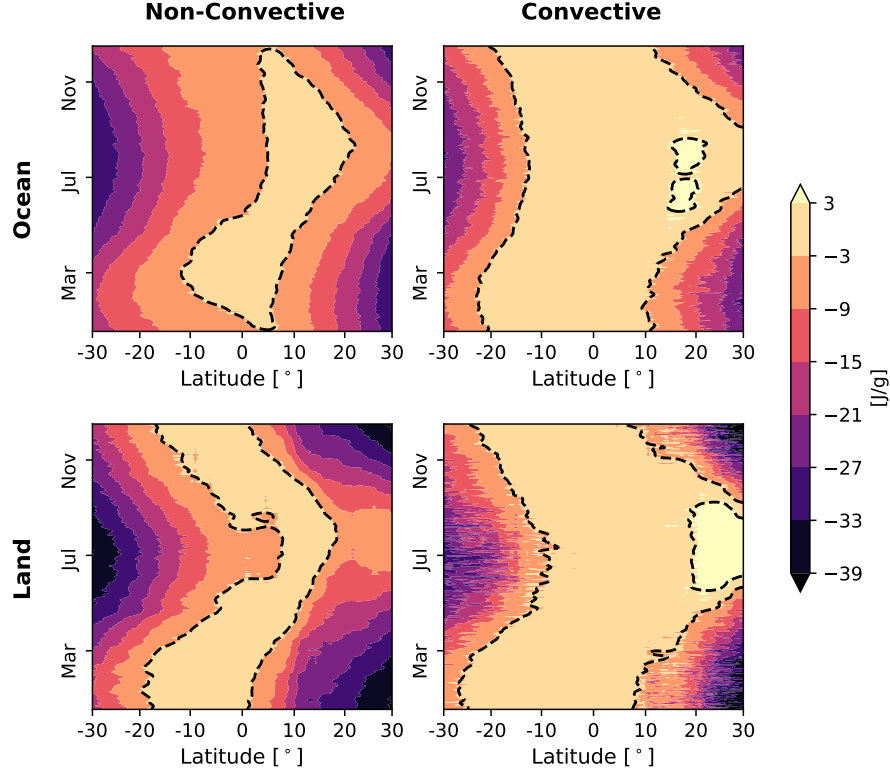 Non-Convective Convective
Ocean
Nov
Jul
Mar
-30 -20 -10 0 10 20 30
Latitude [°]
Nov
Jul
Mar
-30 -20 -10 0 10 20 30
Latitude [°]
Land
Nov
Jul
Mar
-30 -20 -10 0 10 20 30
Latitude [°]
Nov
Jul
Mar
-30 -20 -10 0 10 20 30
Latitude [°]
3
−3
−9
−15
−21
−27
−33
−39
[J/g]